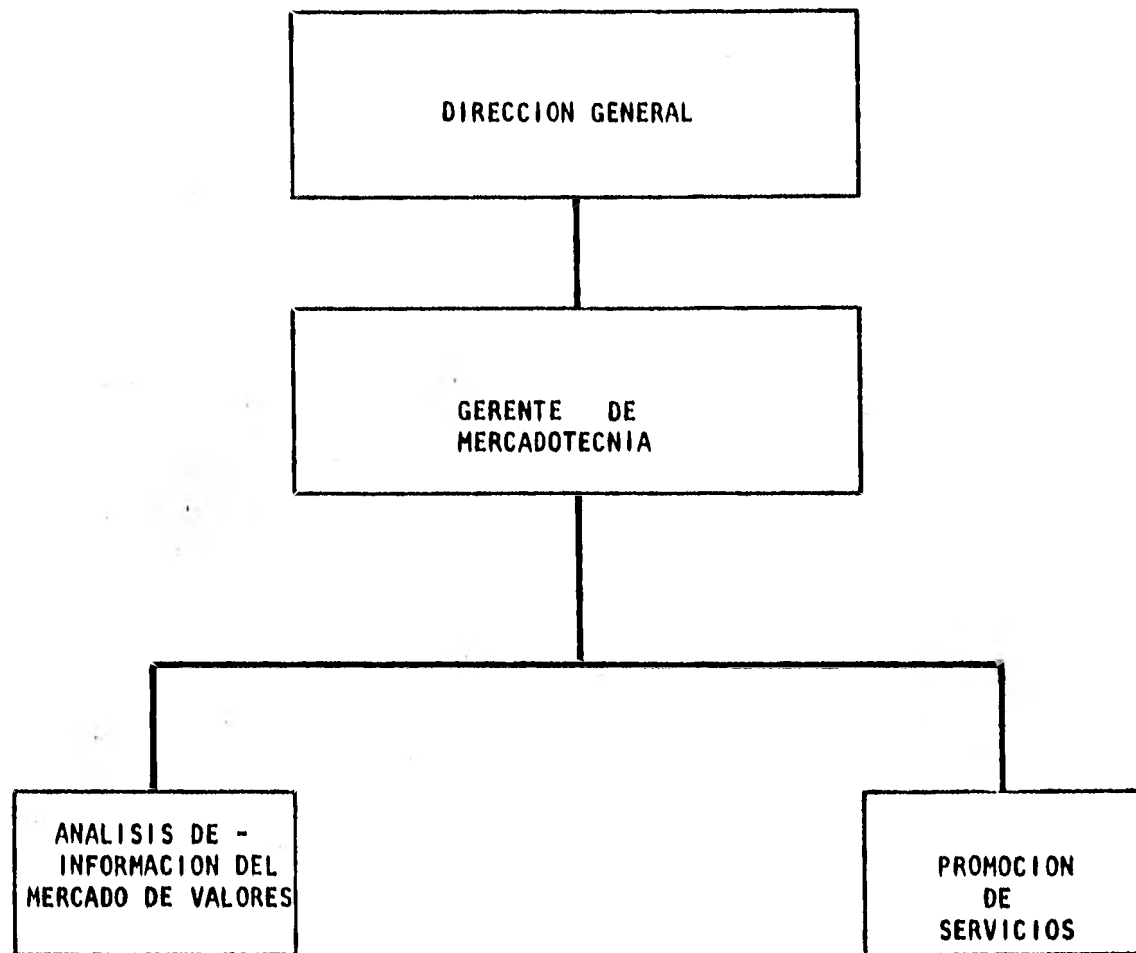 DIRECCION GENERAL
GERENTE DE
MERCADOTECNIA
ANALISIS DE -
INFORMACION DEL
MERCADO DE VALORES
PROMOCION
DE
SERVICIOS